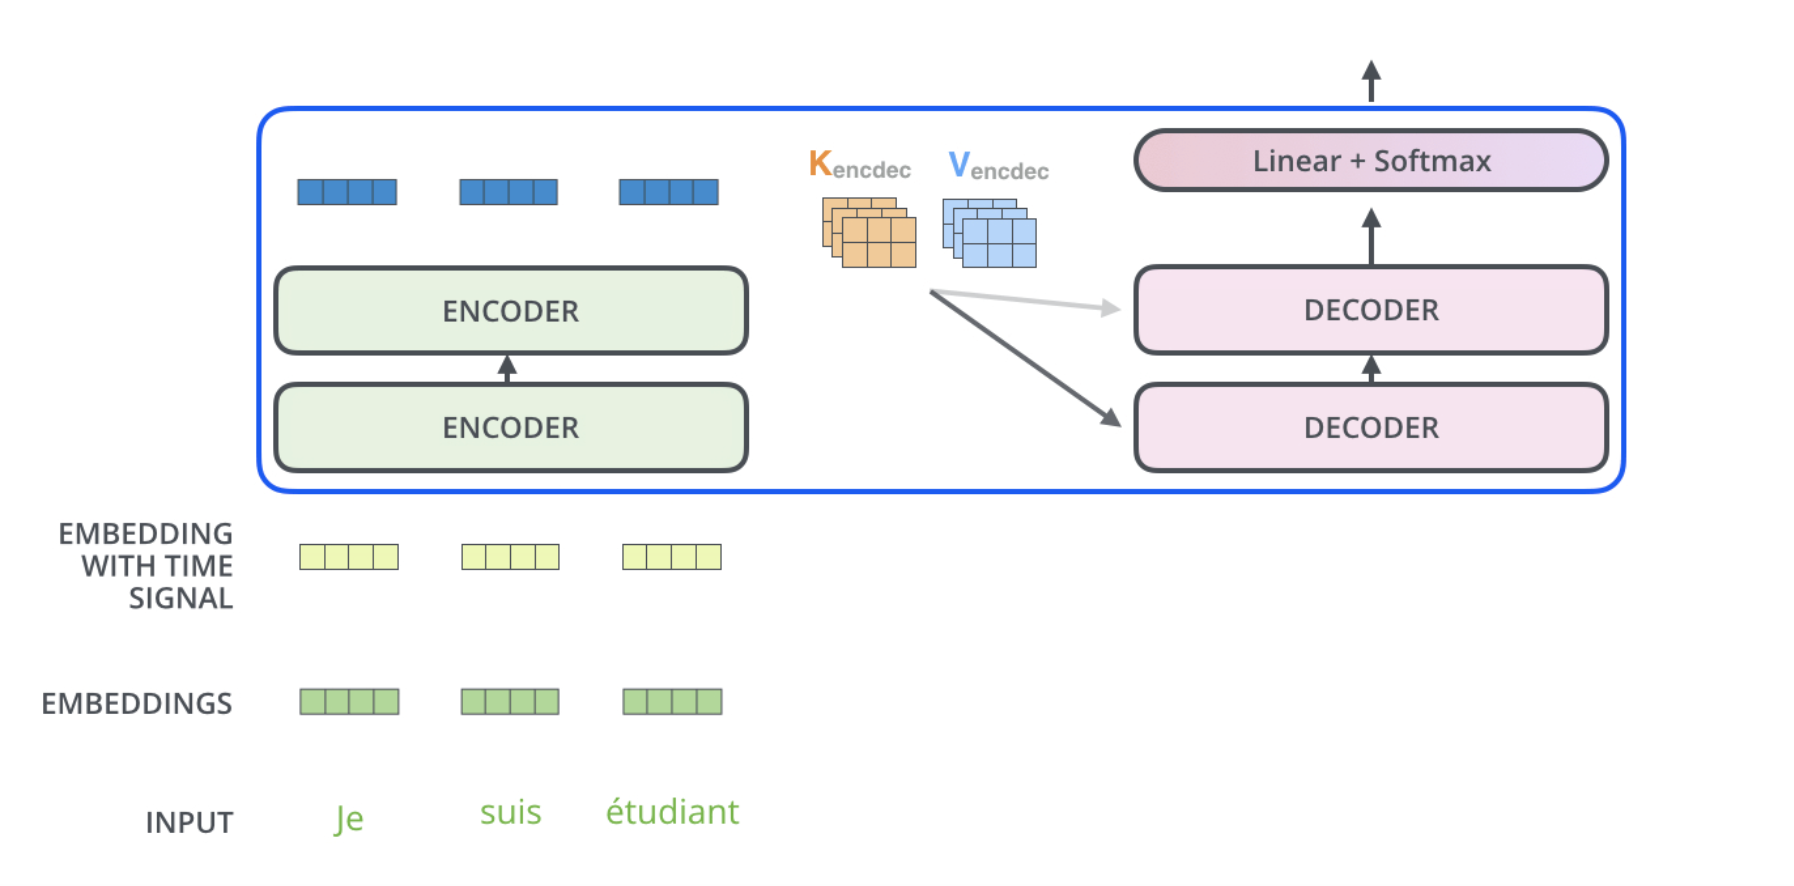 Kencdec
Vencdec
Linear + Softmax
ENCODER
DECODER
ENCODER
DECODER
EMBEDDING
WITH TIME
SIGNAL
EMBEDDINGS
INPUT Je suis étudiant